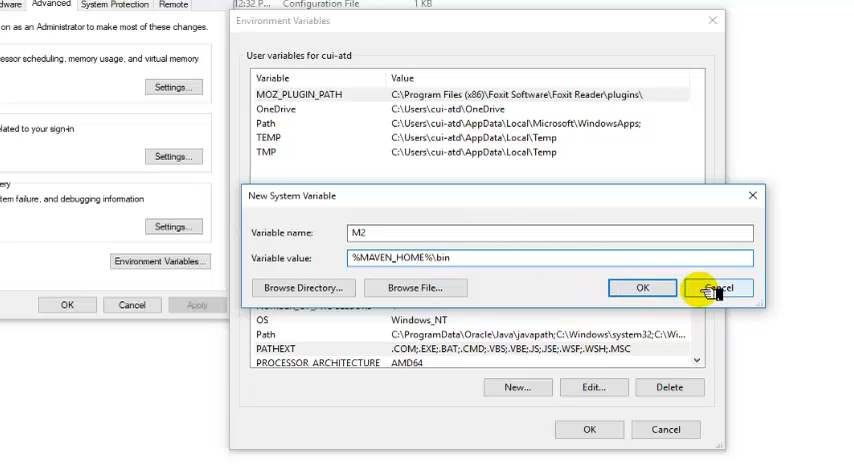 dware Advanced System Protection Remote
12:32 P... Configuration File 1 KB
on as an Administrator to make most of these changes.
essor scheduling, memory usage, and virtual memory
Settings...
elated to your sign-in
Settings...
ery
tem failure, and debugging information
Settings...
Environment Variables...
OK Cancel Apply
Environment Variables
User variables for cui-atd
Variable Value
MOZ_PLUGIN_PATH C:\Program Files (x86)\Foxit Software\Foxit Reader\plugins\
OneDrive C:\Users\cui-atd\OneDrive
Path C:\Users\cui-atd\AppData\Local\Microsoft\WindowsApps;
TEMP C:\Users\cui-atd\AppData\Local\Temp
TMP C:\Users\cui-atd\AppData\Local\Temp
New System Variable
Variable name: M2
Variable value: %MAVEN_HOME%\bin
Browse Directory... Browse File... OK Cancel
OS Windows_NT
Path C:\ProgramData\Oracle\Java\javapath;C:\Windows\system32;C:\Wi...
PATHEXT .COM;.EXE;.BAT;.CMD;.VBS;.VBE;.JS;.JSE;.WSF;.WSH;.MSC
PROCESSOR_ARCHITECTURE AMD64
New... Edit... Delete
OK Cancel